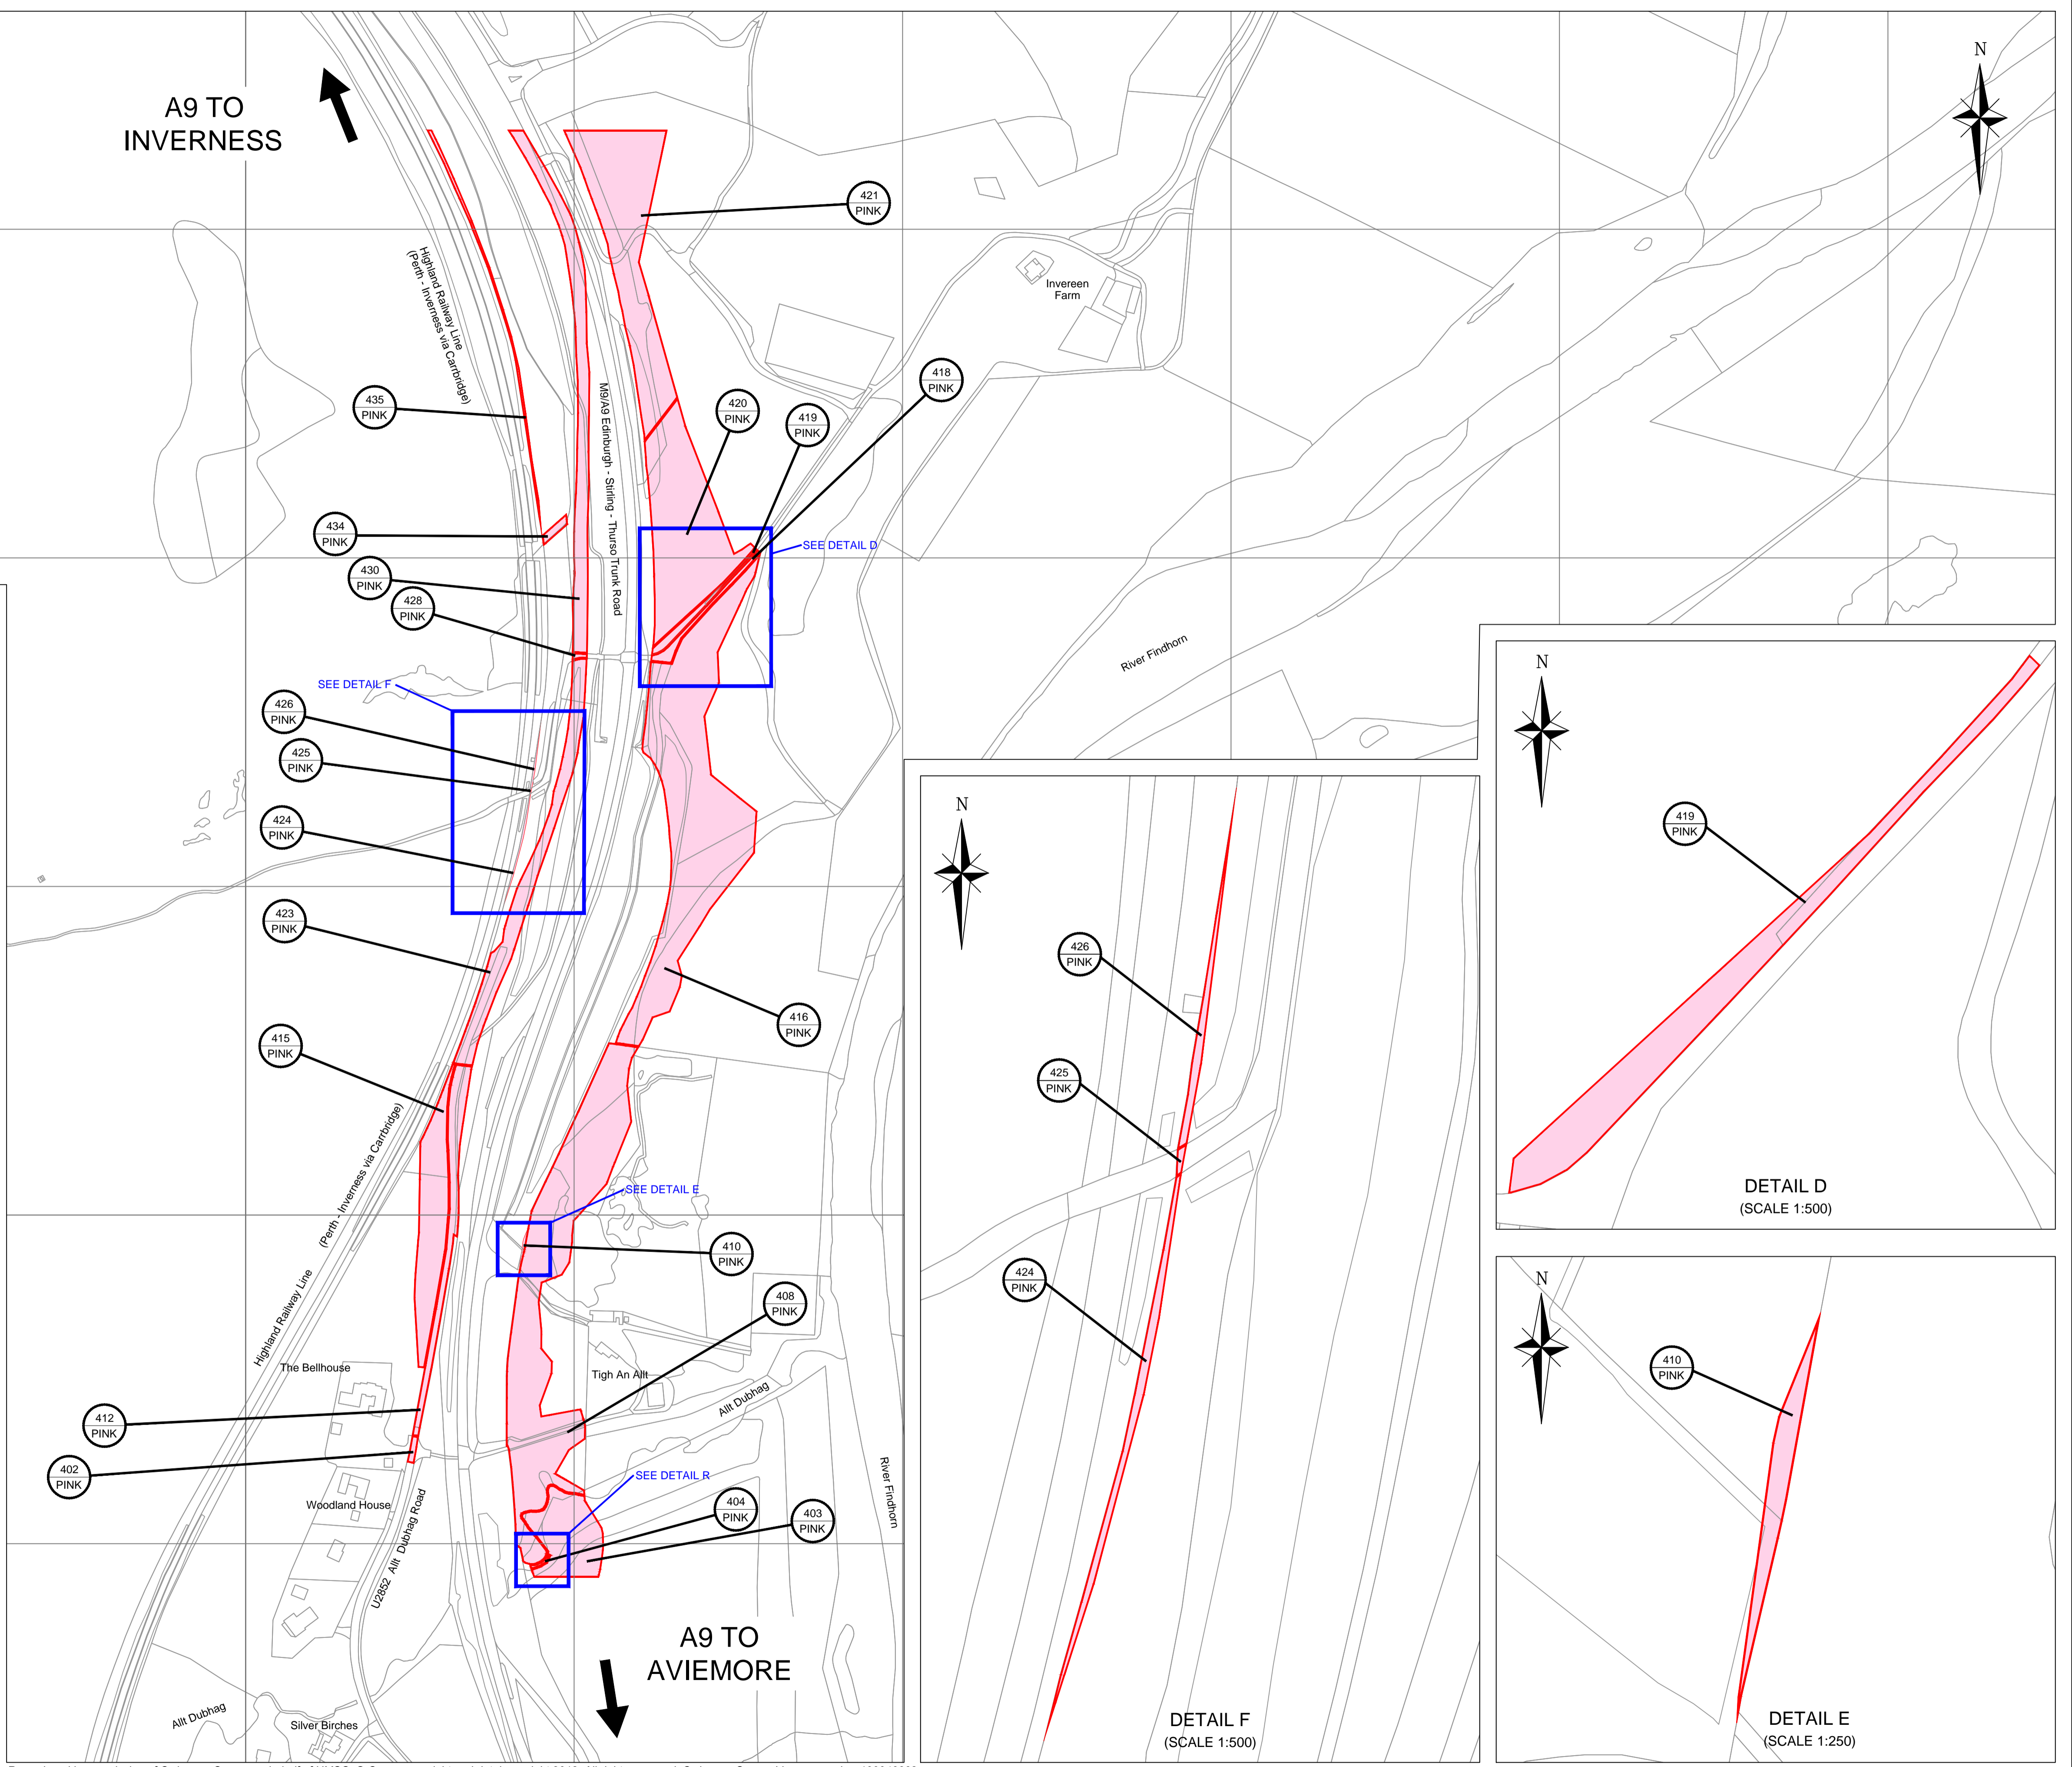 A9 TO
INVERNESS
N
421
PINK
Highland Railway Line
(Perth - Inverness via Carrbridge)
Invereen
Farm
M9/A9 Edinburgh - Stirling - Thurso Trunk Road
418
PINK
435
PINK
420
PINK
419
PINK
434
PINK
SEE DETAIL D
430
PINK
428
PINK
River Findhorn
SEE DETAIL F
426
PINK
425
PINK
424
PINK
423
PINK
416
PINK
415
PINK
(Perth - Inverness via Carrbridge)
Highland Railway Line
SEE DETAIL E
410
PINK
408
PINK
The Bellhouse
Tigh An Allt
Allt Dubhag
412
PINK
402
PINK
SEE DETAIL R
River Findhorn
Woodland House
404
PINK
403
PINK
U2852 Allt Dubhag Road
A9 TO
AVIEMORE
Allt Dubhag
Silver Birches
N
426
PINK
425
PINK
424
PINK
DETAIL F
(SCALE 1:500)
N
419
PINK
DETAIL D
(SCALE 1:500)
N
410
PINK
DETAIL E
(SCALE 1:250)